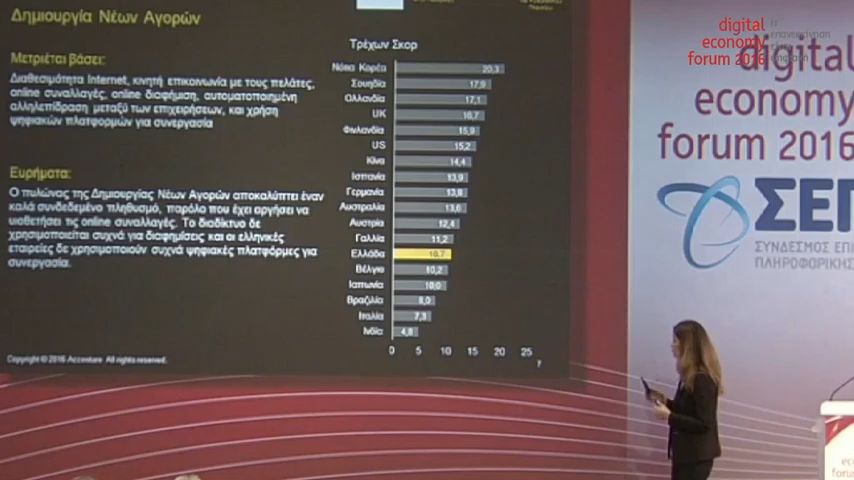 Δημιουργία Νέων Αγορών
Μετριέται βάσει:
Διαθεσιμότητα Internet, κινητή επικοινωνία με τους πελάτες,
online συναλλαγές, online διαφήμιση, αυτοματοποιημένη
αλληλεπίδραση μεταξύ των επιχειρήσεων, και χρήση
ψηφιακών πλατφορμών για συνεργασία
Ευρήματα:
Ο πυλώνας της Δημιουργίας Νέων Αγορών αποκαλύπτει έναν
καλά συνδεδεμένο πληθυσμό, παρόλο που έχει αργήσει να
υιοθετήσει τις online συναλλαγές. Το διαδίκτυο δε
χρησιμοποιείται συχνά για διαφημίσεις και οι ελληνικές
εταιρείες δε χρησιμοποιούν συχνά ψηφιακές πλατφόρμες για
συνεργασία.
Copyright © 2016 Accenture All rights reserved.
Τρέχων Σκορ
Νότια Κορέα 20,3
Σουηδία 17,9
Ολλανδία 17,1
UK 16,7
Φινλανδία 15,9
US 15,2
Κίνα 14,4
Ισπανία 13,9
Γερμανία 13,8
Αυστραλία 13,6
Αυστρία 12,4
Γαλλία 11,2
Ελλάδα 10,7
Βέλγιο 10,2
Ιαπωνία 10,0
Βραζιλία 8,0
Ιταλία 7,3
Ινδία 4,8
0 5 10 15 20 25
7
digital
economy
forum 2016
digital
economy
forum 2016
ΣΕΠ
ΣΥΝΔΕΣΜΟΣ ΕΠΙ
ΠΛΗΡΟΦΟΡΙΚΗΣ
eco
forum